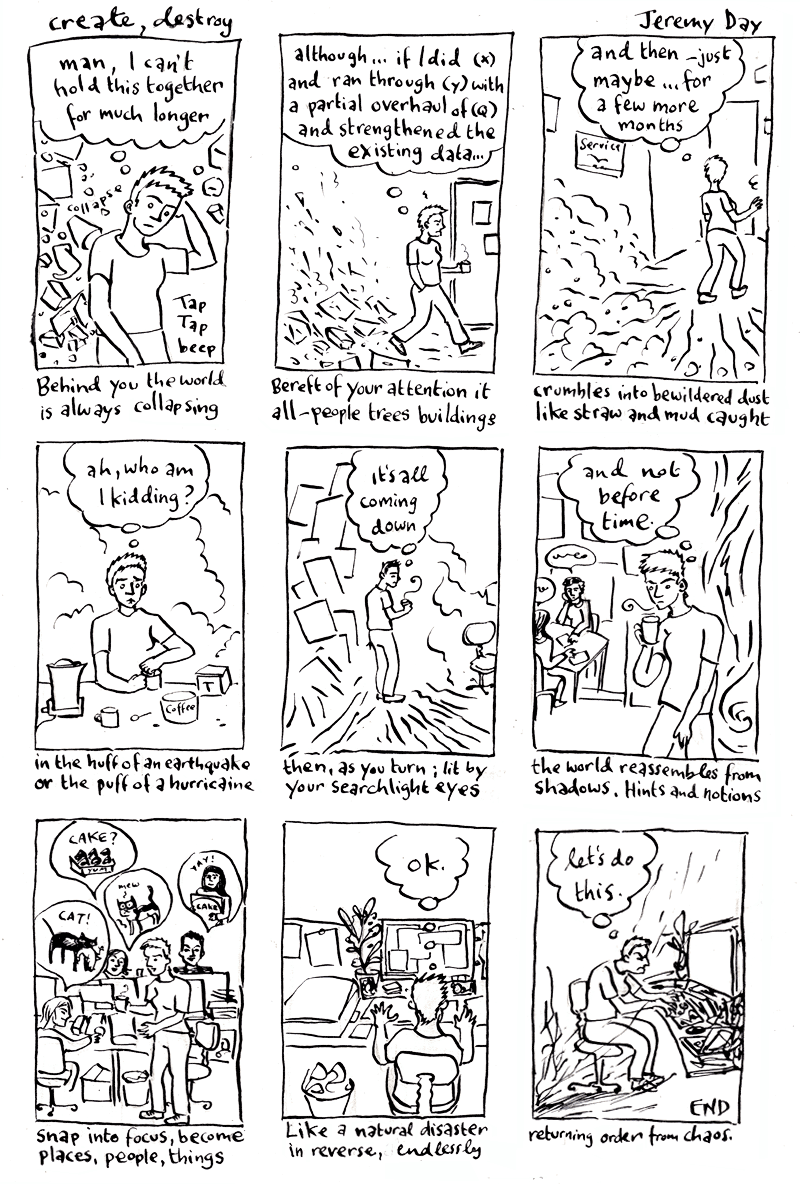 create, destroy
Jeremy Day
man, I can't
hold this together
for much longer
collapse
Tap
Tap
beep
Behind you the world
is always collapsing
although... if I did (x)
and ran through (y) with
a partial overhaul of (Q)
and strengthened the
existing data...
Bereft of your attention it
all-people trees buildings
and then -just
maybe...for
a few more
months
Service
crumbles into bewildered dust
like straw and mud caught
ah, who am
I kidding?
T
Coffee
in the huff of an earthquake
or the puff of a hurricaine
it's all
coming
down
then, as you turn; lit by
your searchlight eyes
and not
before
time.
the world reassembles from
shadows. Hints and notions
CAKE?
YUM!
mew
YAY!
CAKE
CAT!
snap into focus, become
places, people, things
OK.
Like a natural disaster
in reverse, endlessly
let's do
this.
END
returning order from chaos.